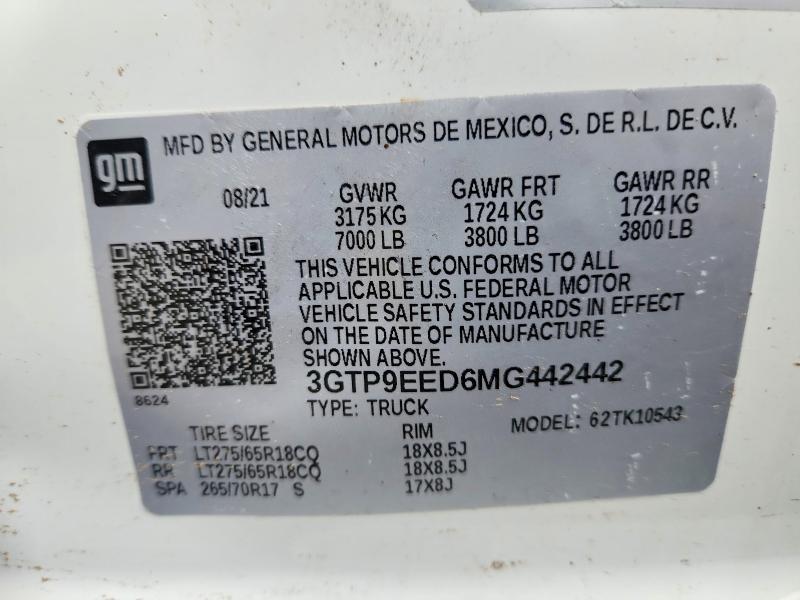 gm
MFD BY GENERAL MOTORS DE MEXICO, S. DE R.L. DE C.V.
08/21 GVWR GAWR FRT GAWR RR
3175 KG 1724 KG 1724 KG
7000 LB 3800 LB 3800 LB
THIS VEHICLE CONFORMS TO ALL
APPLICABLE U.S. FEDERAL MOTOR
VEHICLE SAFETY STANDARDS IN EFFECT
ON THE DATE OF MANUFACTURE
SHOWN ABOVE.
8624
3GTP9EED6MG442442
TYPE: TRUCK MODEL: 62TK10543
TIRE SIZE RIM
FRT LT275/65R18CQ 18X8.5J
RR LT275/65R18CQ 18X8.5J
SPA 265/70R17 S 17X8J